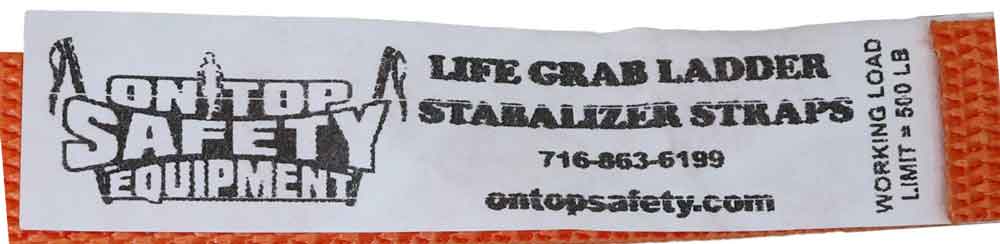 ON TOP
SAFETY
EQUIPMENT
LIFE GRAB LADDER
STABALIZER STRAPS
716-863-6199
ontopsafety.com
WORKING LOAD
LIMIT = 500 LB